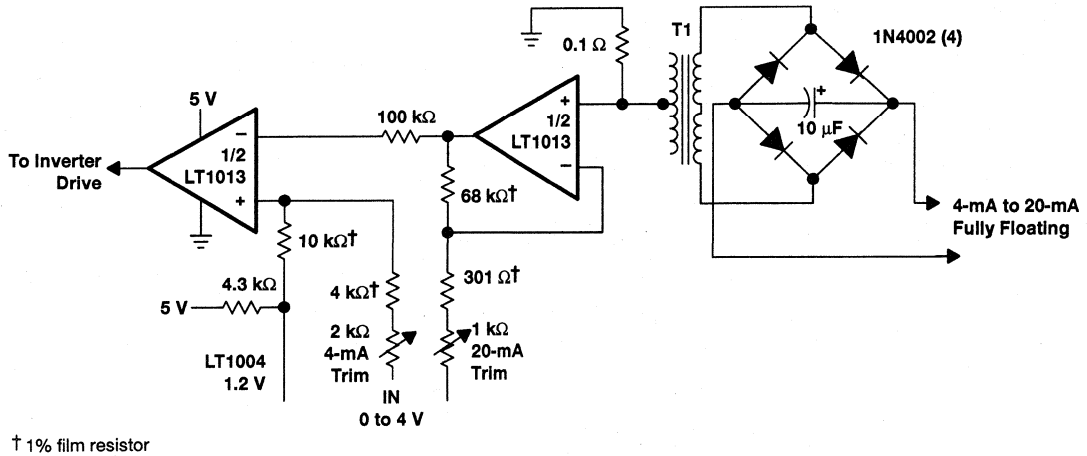 T1
1N4002 (4)
0.1 Ω
+
10 μF
5 V
100 kΩ
+
1/2
LT1013
−
−
1/2
LT1013
+
To Inverter
Drive
68 kΩ†
4-mA to 20-mA
Fully Floating
10 kΩ†
4.3 kΩ
5 V
4 kΩ†
301 Ω†
2 kΩ
4-mA
Trim
1 kΩ
20-mA
Trim
LT1004
1.2 V
IN
0 to 4 V
† 1% film resistor